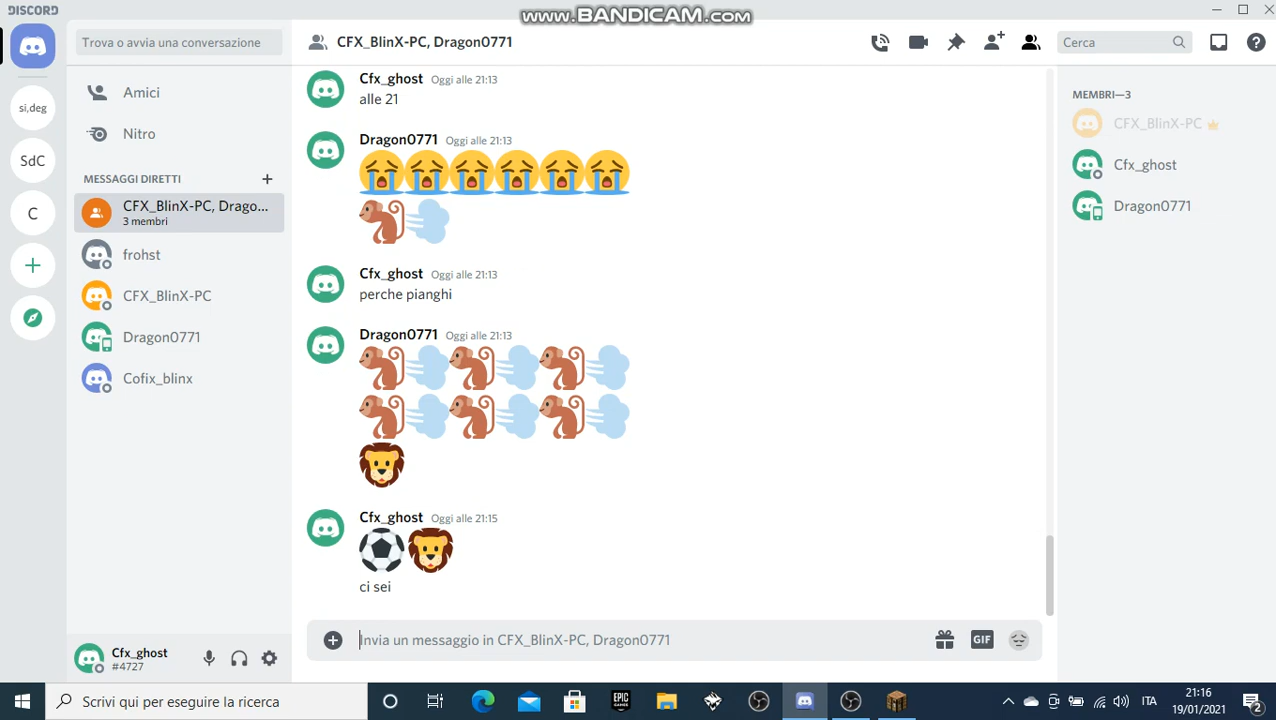 DISCORD
www.BANDICAM.com
Trova o avvia una conversazione
CFX_BlinX-PC, Dragon0771
Cerca
si,deg
SdC
C
Amici
Nitro
MESSAGGI DIRETTI
CFX_BlinX-PC, Drago...
3 membri
frohst
CFX_BlinX-PC
Dragon0771
Cofix_blinx
Cfx_ghost
#4727
Cfx_ghost Oggi alle 21:13
alle 21
Dragon0771 Oggi alle 21:13
Cfx_ghost Oggi alle 21:13
perche pianghi
Dragon0771 Oggi alle 21:13
Cfx_ghost Oggi alle 21:15
ci sei
Invia un messaggio in CFX_BlinX-PC, Dragon0771
GIF
MEMBRI—3
CFX_BlinX-PC
Cfx_ghost
Dragon0771
Scrivi qui per eseguire la ricerca
EPIC
GAMES
ITA
21:16
19/01/2021
2